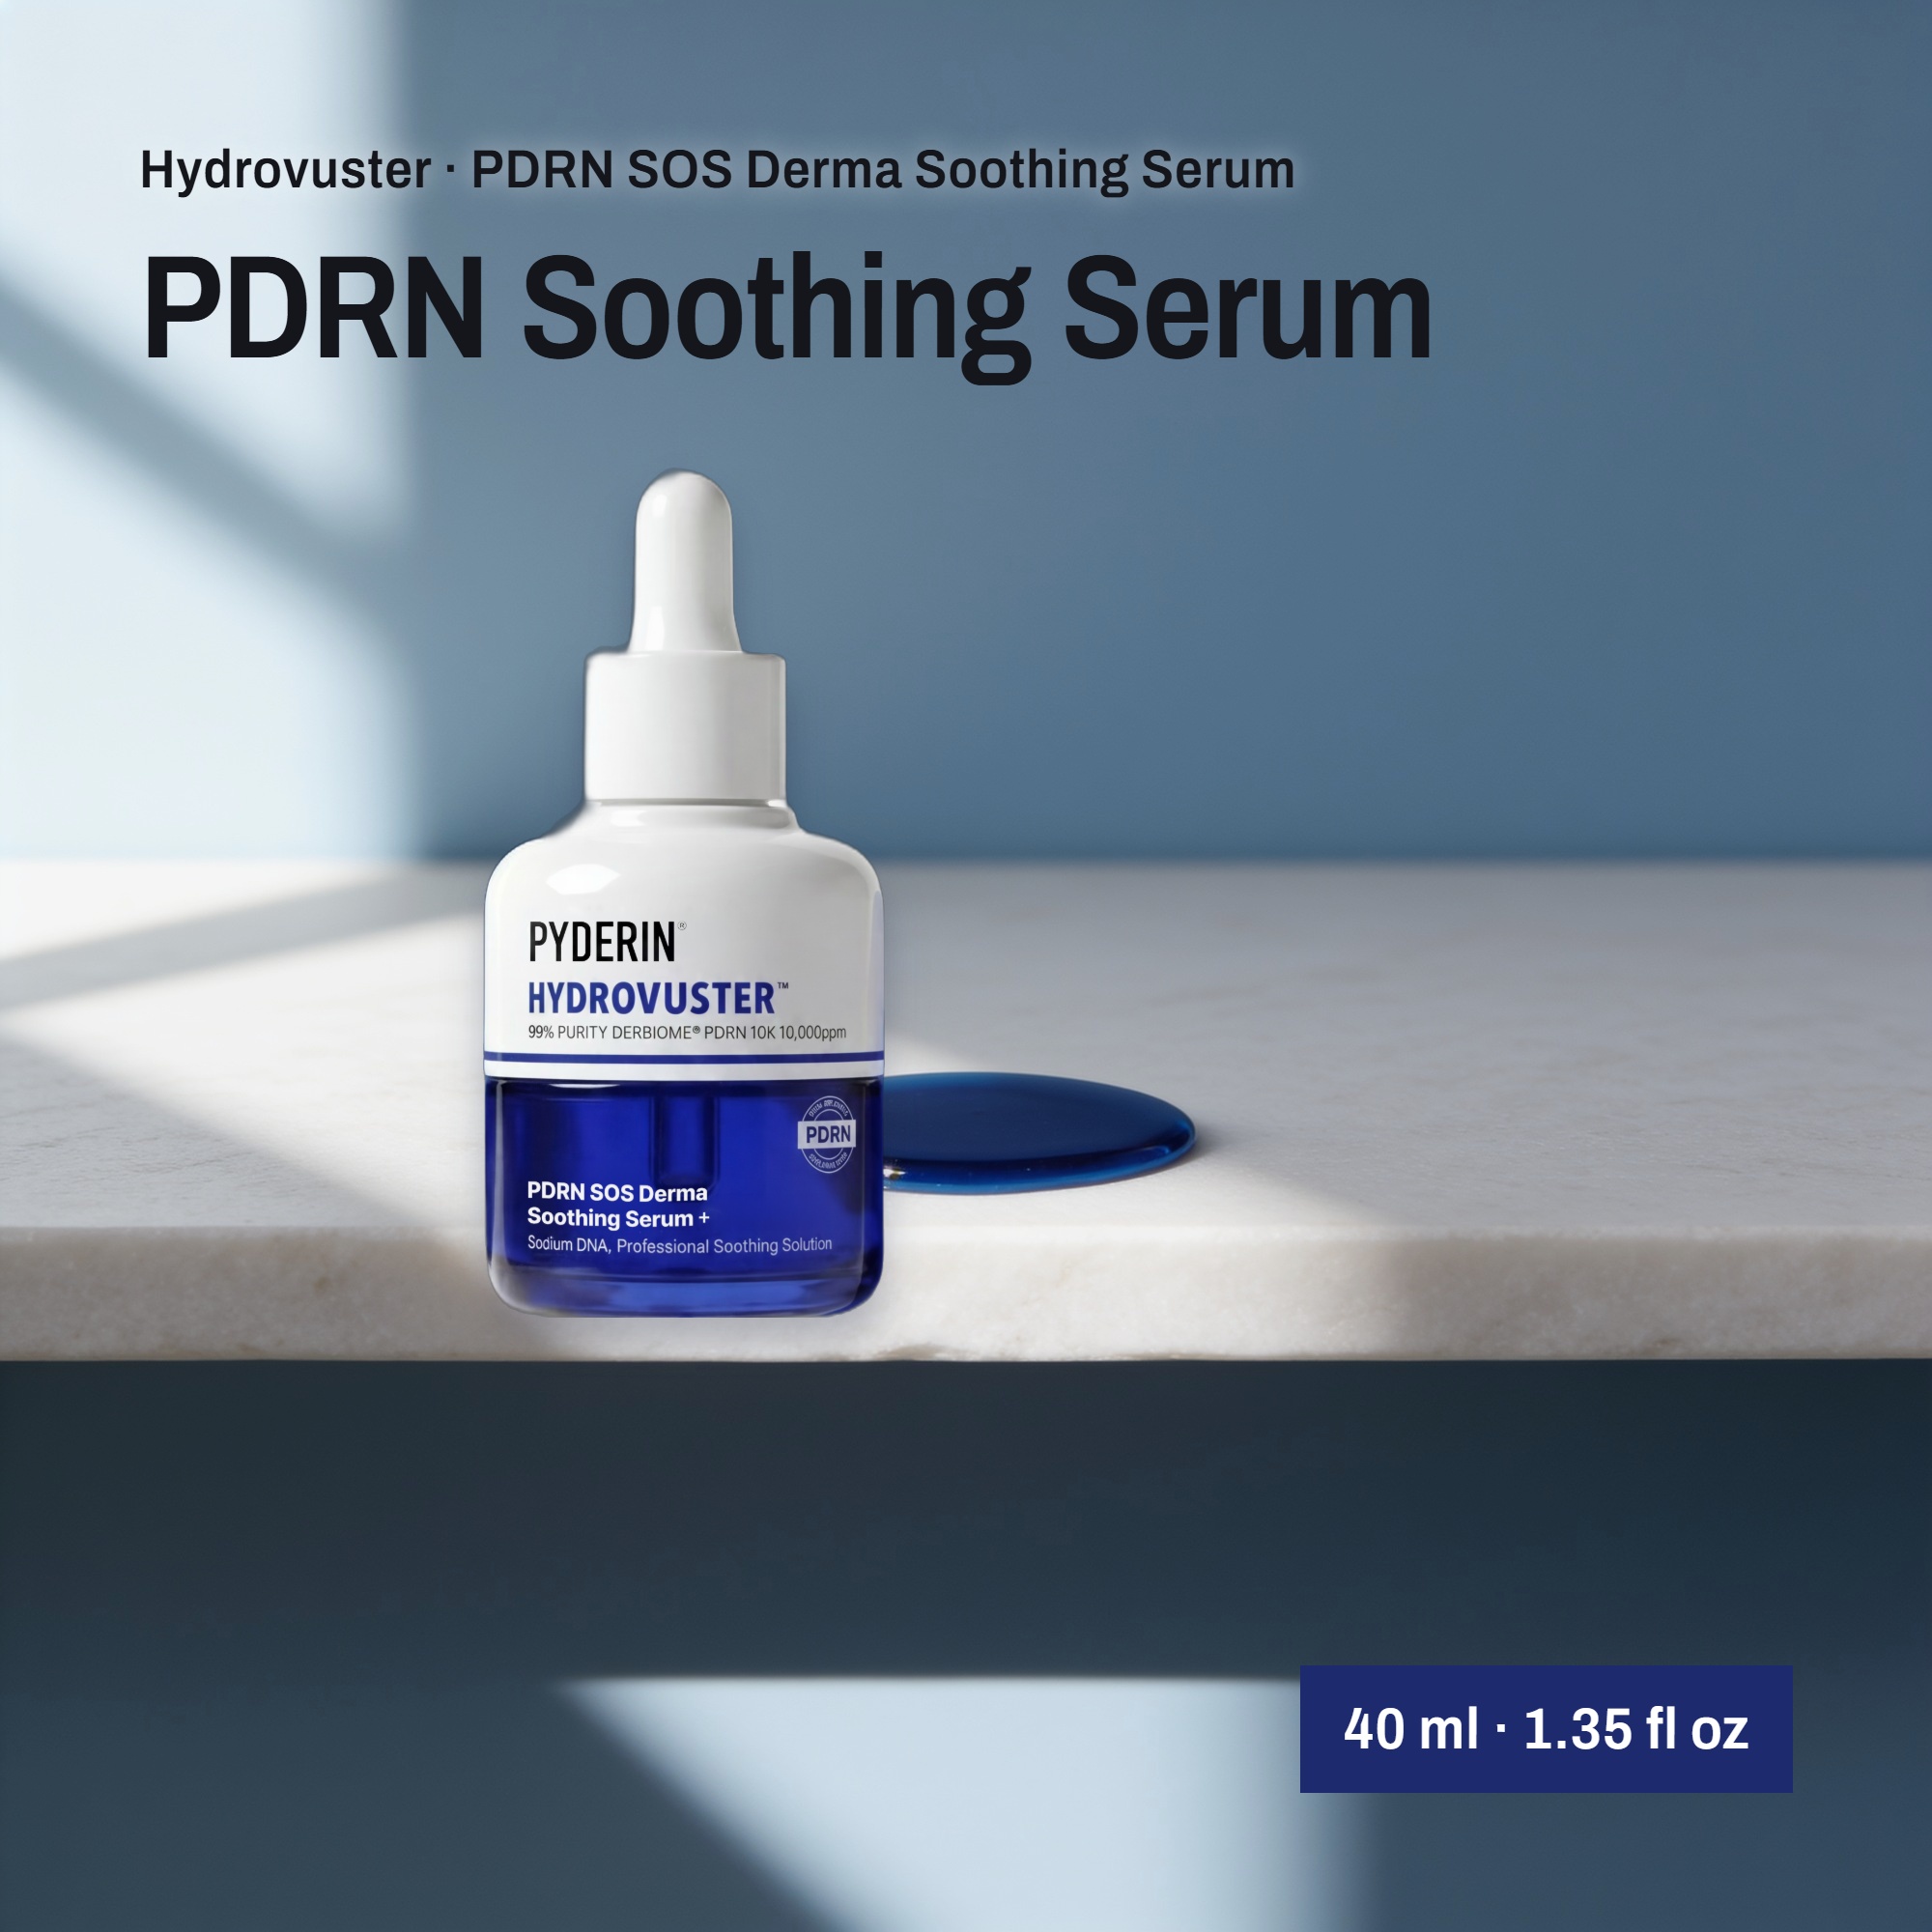 Hydrovuster · PDRN SOS Derma Soothing Serum
PDRN Soothing Serum
PYDERIN®
HYDROVUSTER™
99% PURITY DERBIOME® PDRN 10K 10,000ppm
PDRN
PDRN SOS Derma
Soothing Serum +
Sodium DNA, Professional Soothing Solution
40 ml · 1.35 fl oz